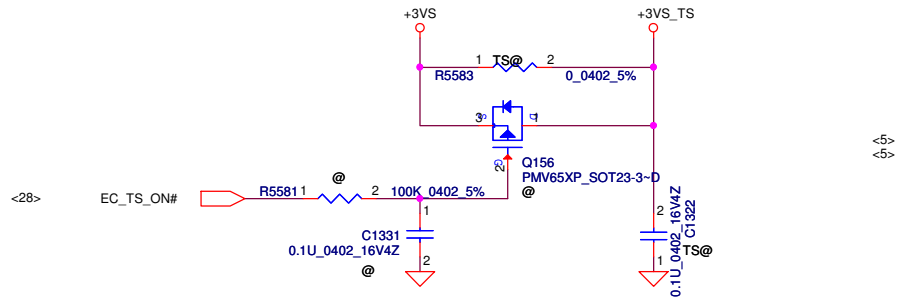 +3VS
+3VS_TS
1 TS@ 2
R5583 0_0402_5%
3 S D 1
G
2
Q156
PMV65XP_SOT23-3~D
@
<5>
<5>
<28> EC_TS_ON# R5581 1 @ 2 100K_0402_5%
1
C1331
0.1U_0402_16V4Z
2
@
2
0.1U_0402_16V4Z
C1322
TS@
1